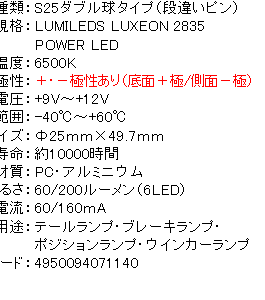 種類：S25ダブル球タイプ（段違いピン）
規格：LUMILEDS LUXEON 2835
POWER LED
温度：6500K
極性：＋・－極性あり（底面＋極/側面－極）
電圧：+9V～+12V
範囲：-40℃～+60℃
イズ：Φ25mm×49.7mm
寿命：約10000時間
材質：PC・アルミニウム
るさ：60/200ルーメン（6LED）
電流：60/160mA
用途：テールランプ・ブレーキランプ・
ポジションランプ・ウインカーランプ
ード：4950094071140